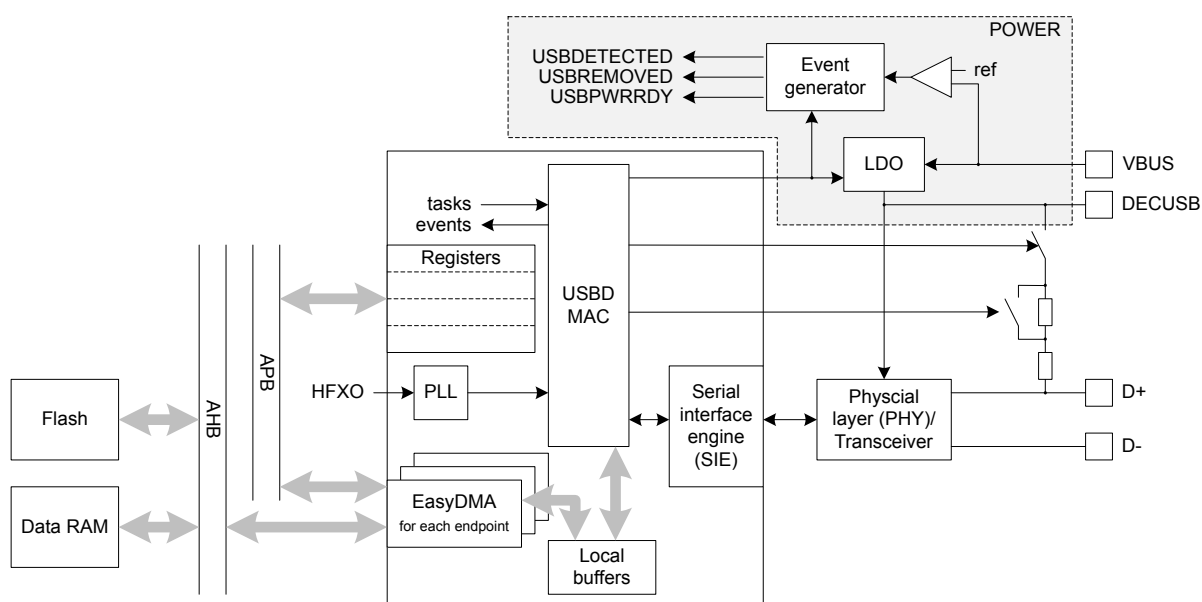 POWER
USBDETECTED
USBREMOVED
USBPWRRDY
Event
generator
ref
LDO
VBUS
DECUSB
tasks
events
Registers
USBD
MAC
APB
AHB
HFXO
PLL
Flash
Data RAM
Serial
interface
engine
(SIE)
Physcial
layer (PHY)/
Transceiver
D+
D-
EasyDMA
for each endpoint
Local
buffers